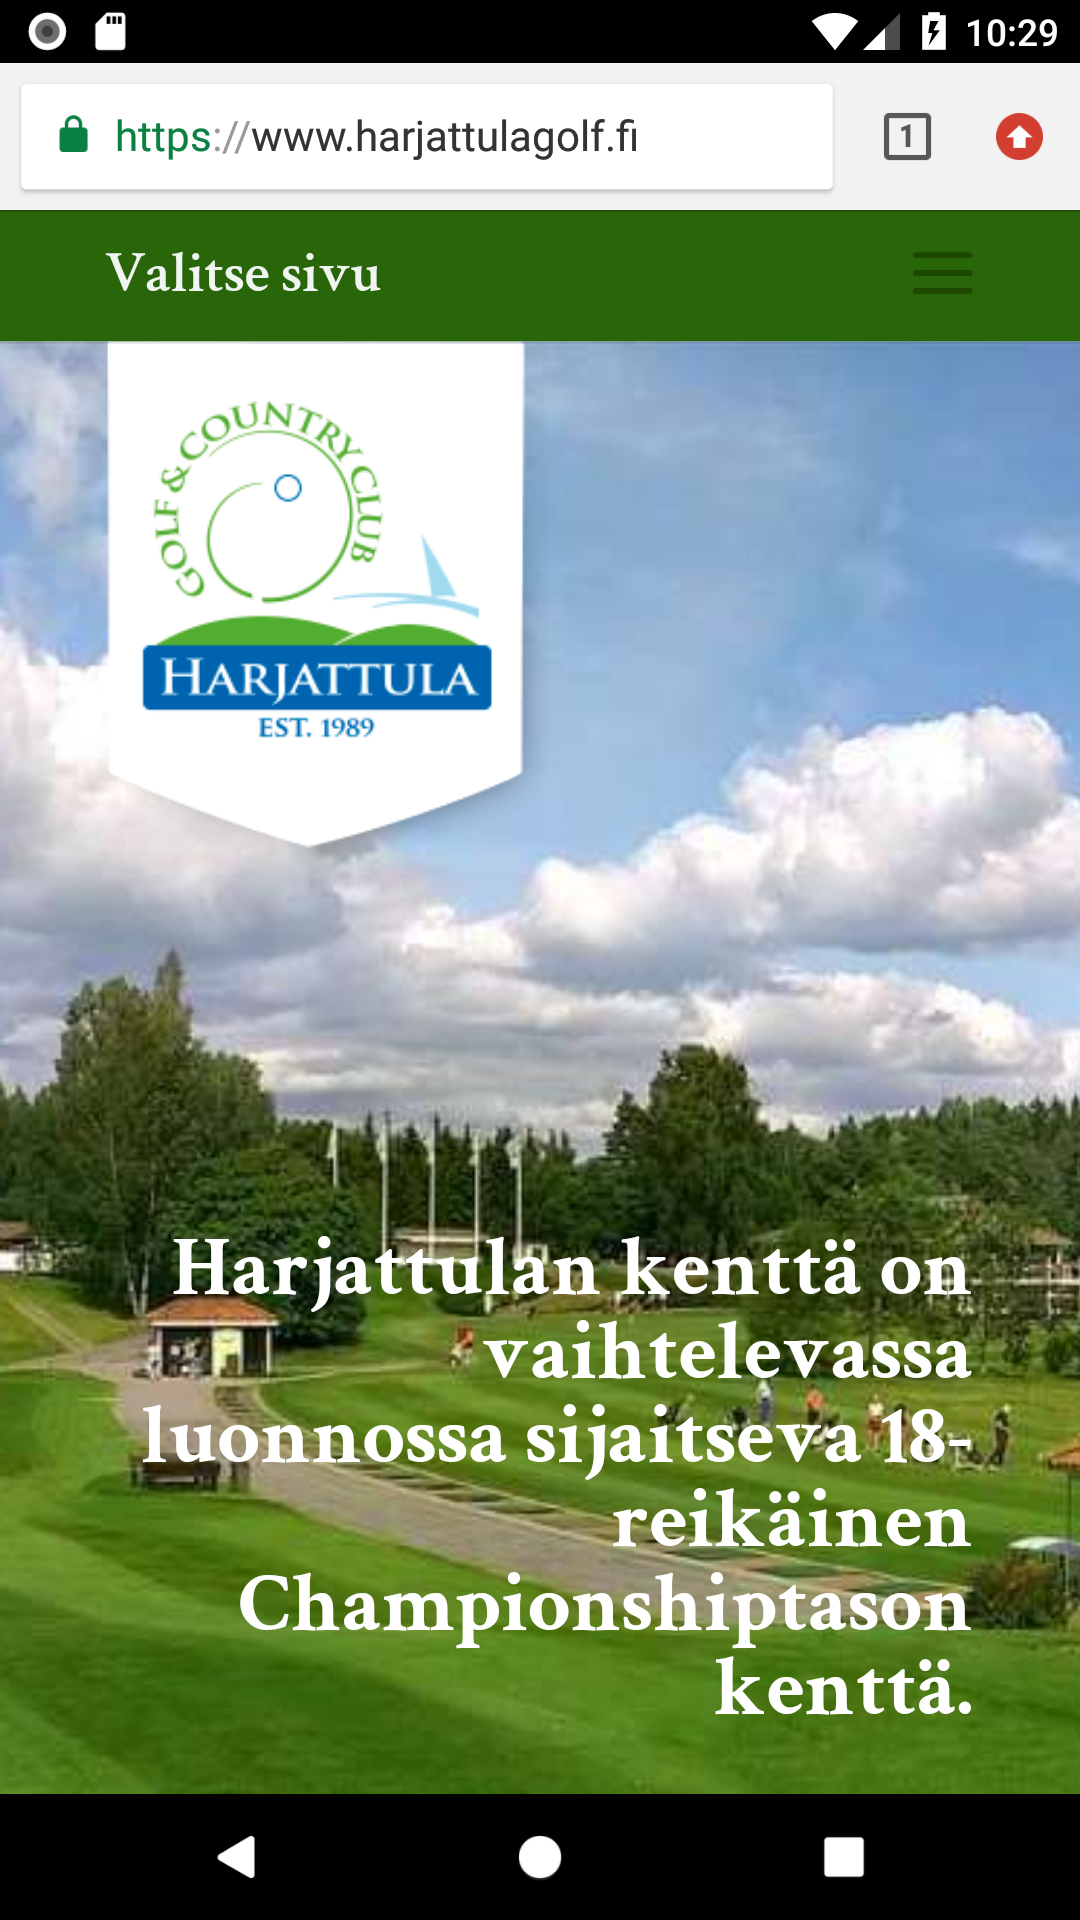 10:29
https://www.harjattulagolf.fi
1
Valitse sivu
GOLF & COUNTRY CLUB
HARJATTULA
EST. 1989
Harjattulan kenttä on
vaihtelevassa
luonnossa sijaitseva 18-
reikäinen
Championshiptason
kenttä.